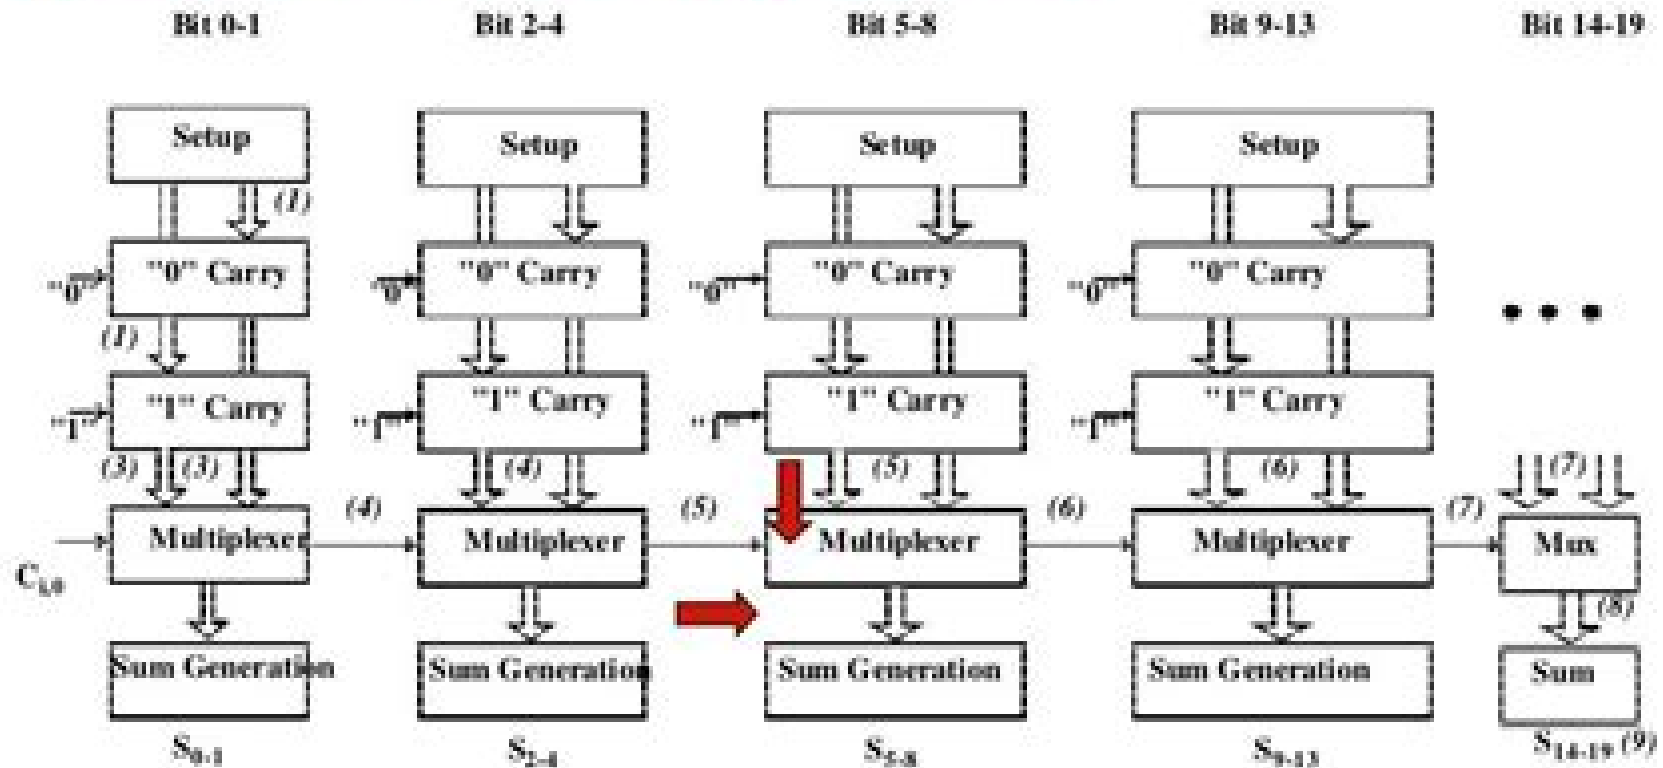 Bit 0-1 Bit 2-4 Bit 5-8 Bit 9-13 Bit 14-19
Setup Setup Setup Setup
(1)
"0" "0" Carry "0" "0" Carry "0" "0" Carry "0" "0" Carry
(1)
"1" "1" Carry "1" "1" Carry "1" "1" Carry "1" "1" Carry
(3) (3) (4) (5) (6) (7)
(4) (5) (6) (7)
Multiplexer Multiplexer Multiplexer Multiplexer Mux
Ci,0
(8)
Sum Generation Sum Generation Sum Generation Sum Generation Sum
S0-1 S2-4 S5-8 S9-13 S14-19 (9)